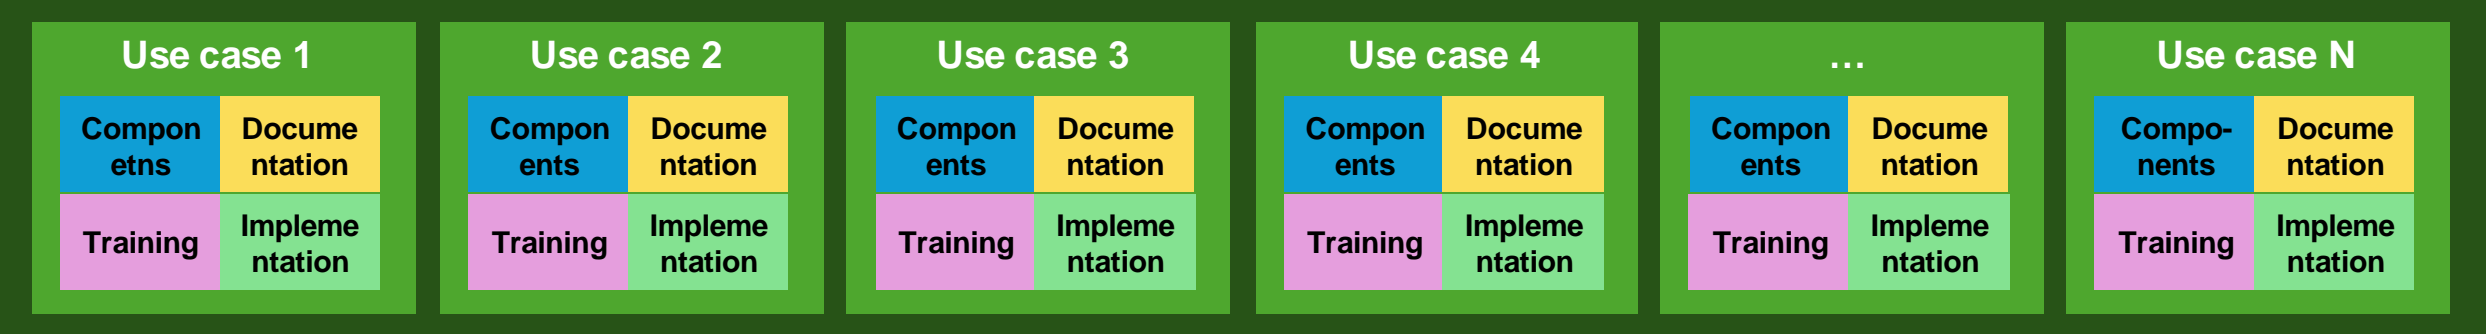 Use case 1
Compon
etns
Docume
ntation
Training
Impleme
ntation
Use case 2
Compon
ents
Docume
ntation
Training
Impleme
ntation
Use case 3
Compon
ents
Docume
ntation
Training
Impleme
ntation
Use case 4
Compon
ents
Docume
ntation
Training
Impleme
ntation
…
Compon
ents
Docume
ntation
Training
Impleme
ntation
Use case N
Compo-
nents
Docume
ntation
Training
Impleme
ntation